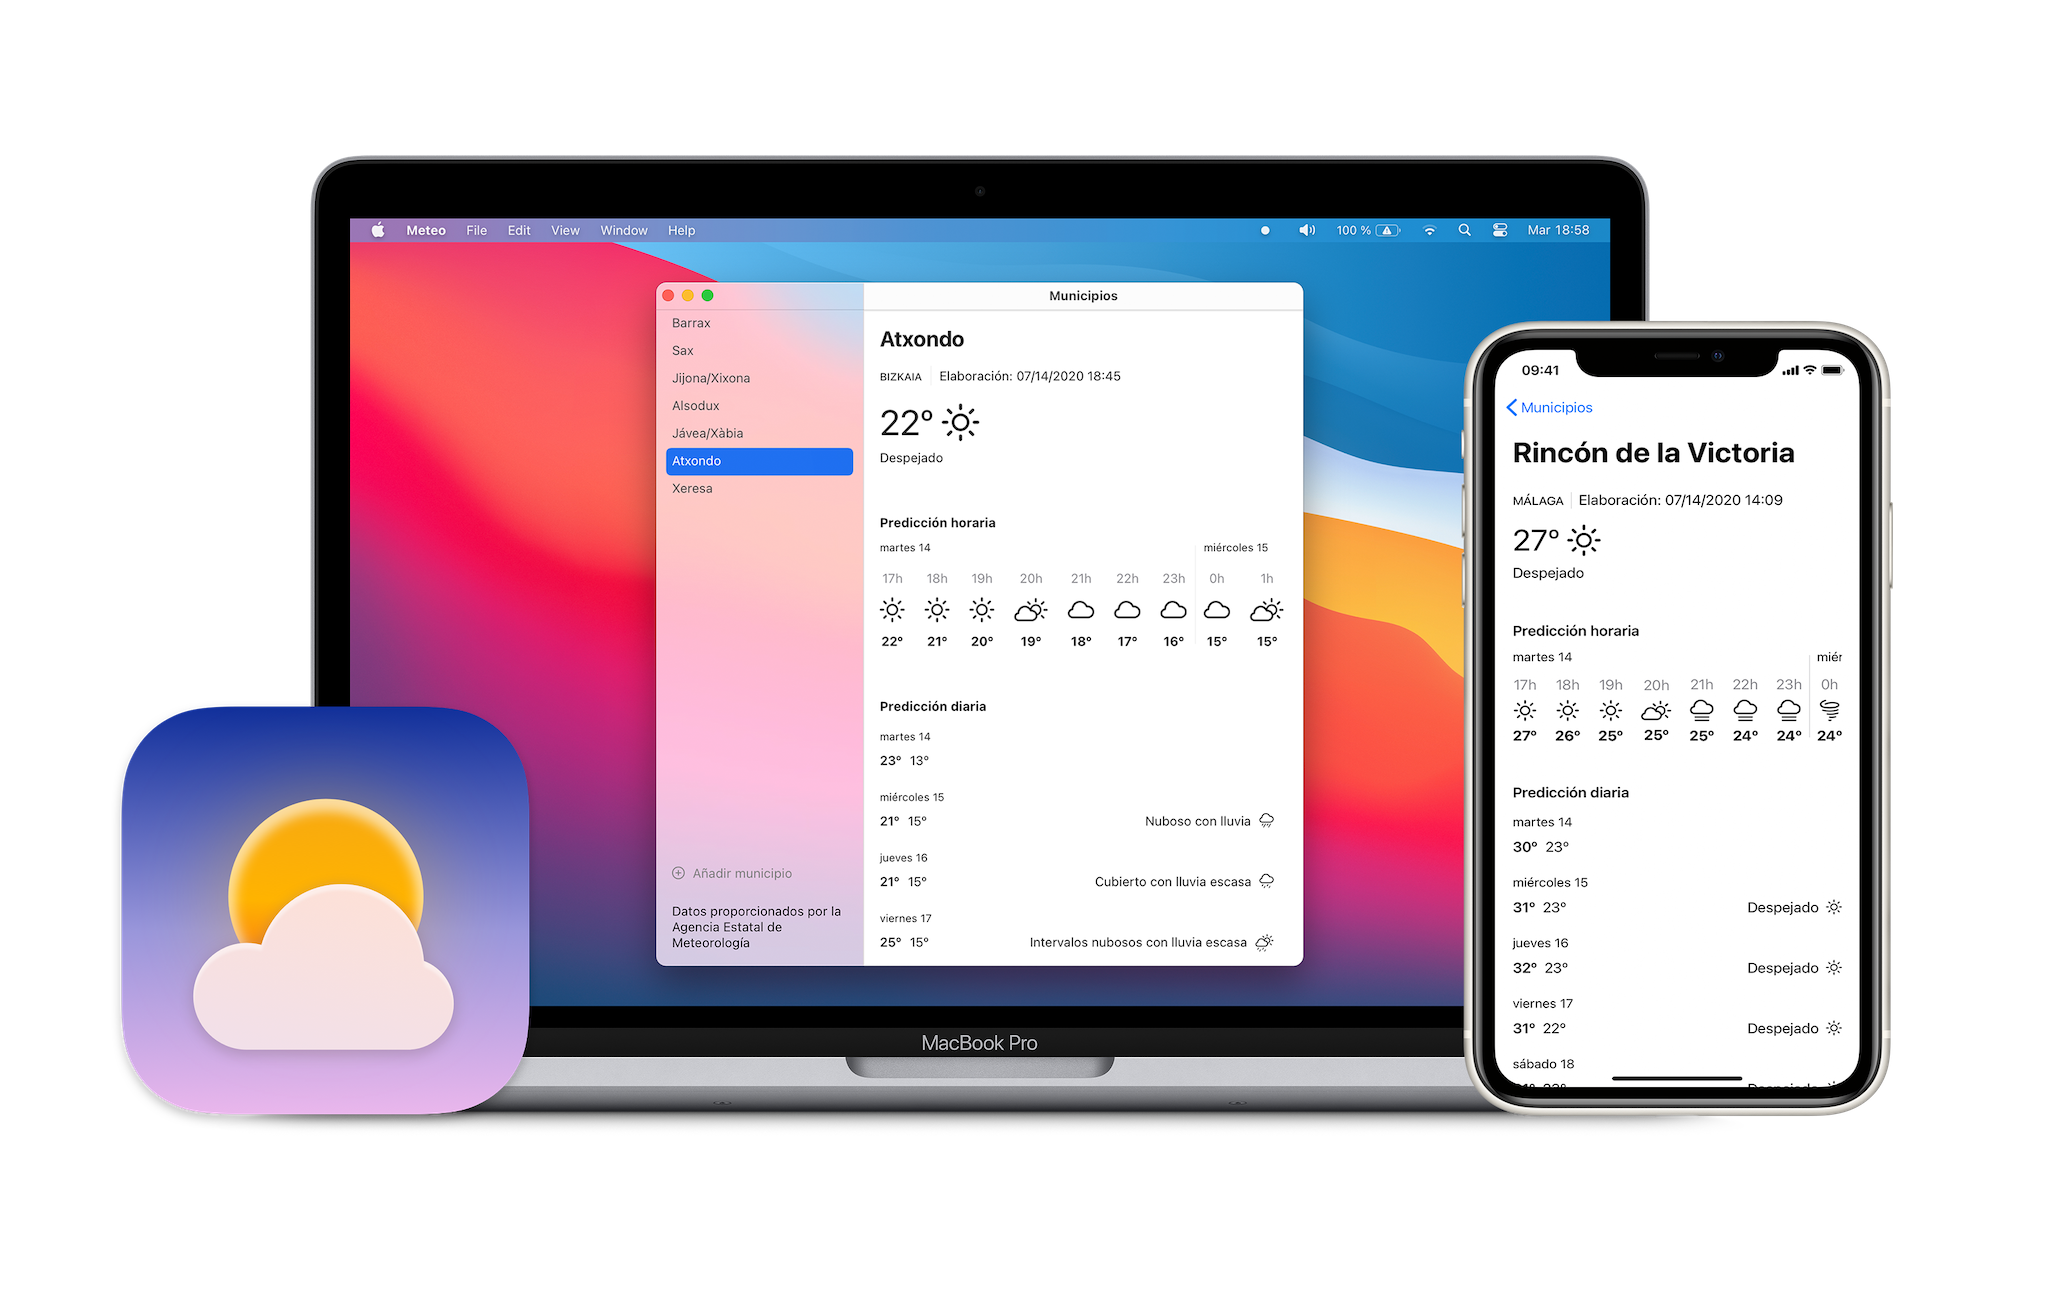 Meteo File Edit View Window Help 100 % Mar 18:58
Municipios
Barrax
Sax
Jijona/Xixona
Alsodux
Jávea/Xàbia
Atxondo
Xeresa
Añadir municipio
Datos proporcionados por la
Agencia Estatal de
Meteorología
Atxondo
BIZKAIA Elaboración: 07/14/2020 18:45
22°
Despejado
Predicción horaria
martes 14 miércoles 15
17h 18h 19h 20h 21h 22h 23h 0h 1h
22° 21° 20° 19° 18° 17° 16° 15° 15°
Predicción diaria
martes 14
23° 13°
miércoles 15
21° 15° Nuboso con lluvia
jueves 16
21° 15° Cubierto con lluvia escasa
viernes 17
25° 15° Intervalos nubosos con lluvia escasa
MacBook Pro
09:41
Municipios
Rincón de la Victoria
MÁLAGA Elaboración: 07/14/2020 14:09
27°
Despejado
Predicción horaria
martes 14 miér
17h 18h 19h 20h 21h 22h 23h 0h
27° 26° 25° 25° 25° 24° 24° 24°
Predicción diaria
martes 14
30° 23°
miércoles 15
31° 23° Despejado
jueves 16
32° 23° Despejado
viernes 17
31° 22° Despejado
sábado 18